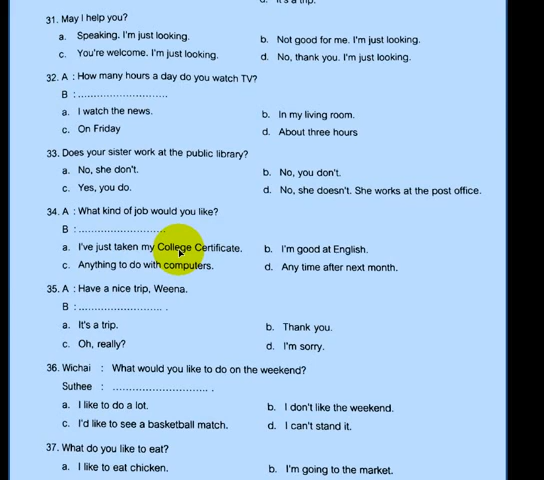 d. It's a trip.
31. May I help you?
a. Speaking. I'm just looking. b. Not good for me. I'm just looking.
c. You're welcome. I'm just looking. d. No, thank you. I'm just looking.
32. A : How many hours a day do you watch TV?
B : ............................
a. I watch the news. b. In my living room.
c. On Friday d. About three hours
33. Does your sister work at the public library?
a. No, she don't. b. No, you don't.
c. Yes, you do. d. No, she doesn't. She works at the post office.
34. A : What kind of job would you like?
B : ............................
a. I've just taken my College Certificate. b. I'm good at English.
c. Anything to do with computers. d. Any time after next month.
35. A : Have a nice trip, Weena.
B : .......................... .
a. It's a trip. b. Thank you.
c. Oh, really? d. I'm sorry.
36. Wichai : What would you like to do on the weekend?
Suthee : ............................... .
a. I like to do a lot. b. I don't like the weekend.
c. I'd like to see a basketball match. d. I can't stand it.
37. What do you like to eat?
a. I like to eat chicken. b. I'm going to the market.